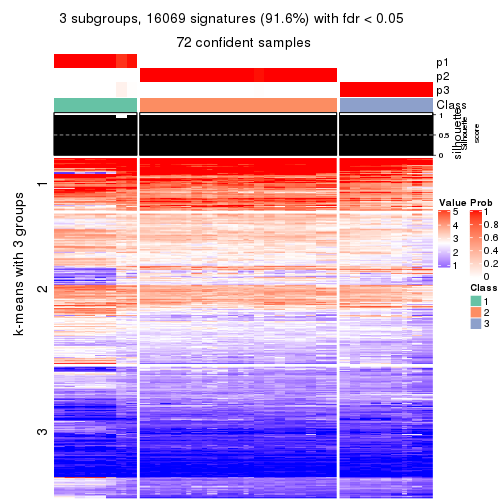 3 subgroups, 16069 signatures (91.6%) with fdr < 0.05
72 confident samples
p1
p2
p3
Class
1
0.5
0
silhouette
Silhouette
score
k-means with 3 groups
1
2
3
Value
5
4
3
2
1
Prob
1
0.8
0.6
0.4
0.2
0
Class
1
2
3